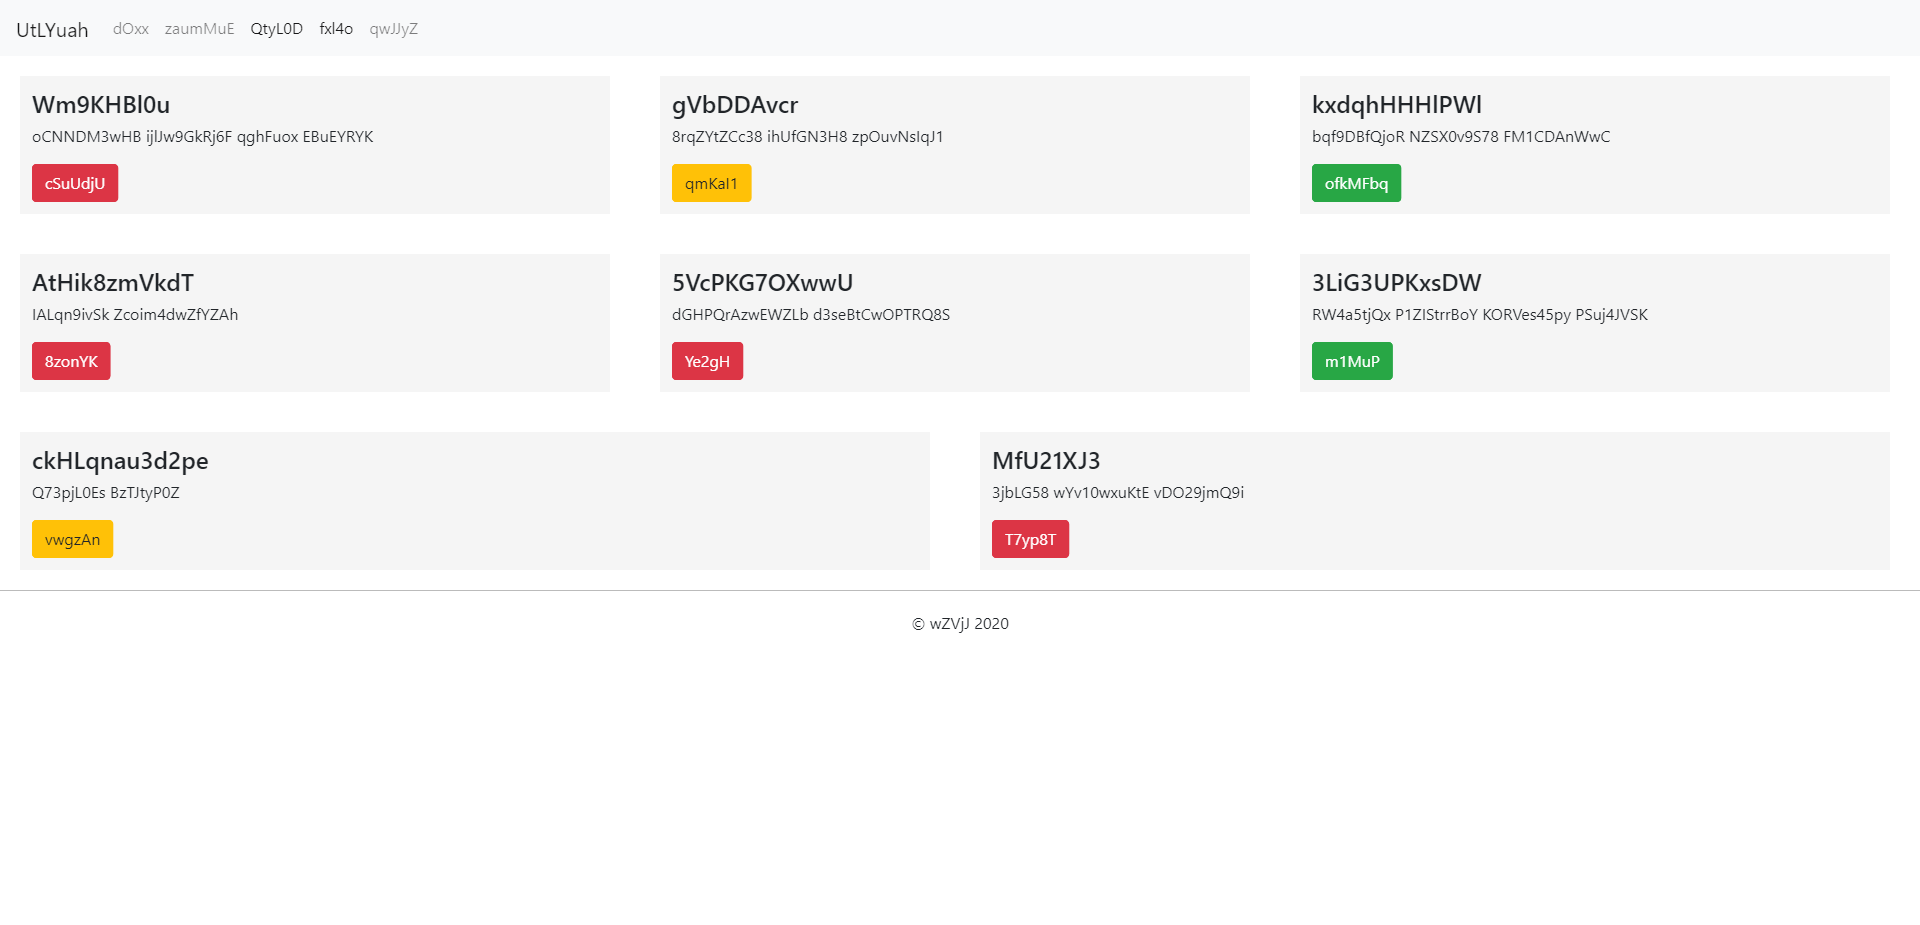 UtLYuah dOxx zaumMuE QtyL0D fxl4o qwJJyZ
Wm9KHBl0u
oCNNDM3wHB ijlJw9GkRj6F qghFuox EBuEYRYK
cSuUdjU
gVbDDAvcr
8rqZYtZCc38 ihUfGN3H8 zpOuvNsIqJ1
qmKaI1
kxdqhHHHlPWl
bqf9DBfQjoR NZSX0v9S78 FM1CDAnWwC
ofkMFbq
AtHik8zmVkdT
IALqn9ivSk Zcoim4dwZfYZAh
8zonYK
5VcPKG7OXwwU
dGHPQrAzwEWZLb d3seBtCwOPTRQ8S
Ye2gH
3LiG3UPKxsDW
RW4a5tjQx P1ZIStrrBoY KORVes45py PSuj4JVSK
m1MuP
ckHLqnau3d2pe
Q73pjL0Es BzTJtyP0Z
vwgzAn
MfU21XJ3
3jbLG58 wYv10wxuKtE vDO29jmQ9i
T7yp8T
© wZVjJ 2020